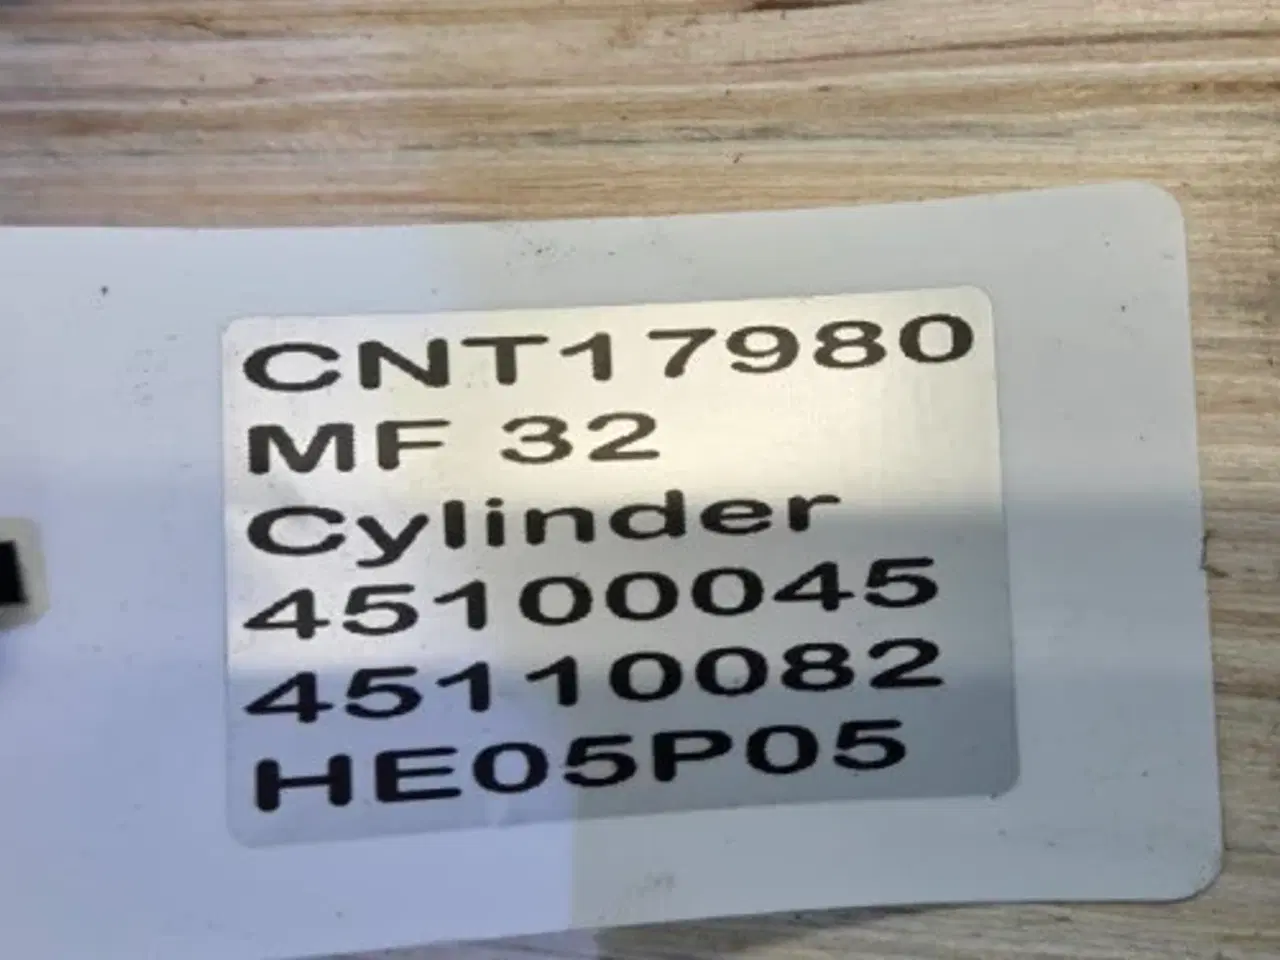 CNT17980
MF 32
Cylinder
45100045
45110082
HE05P05